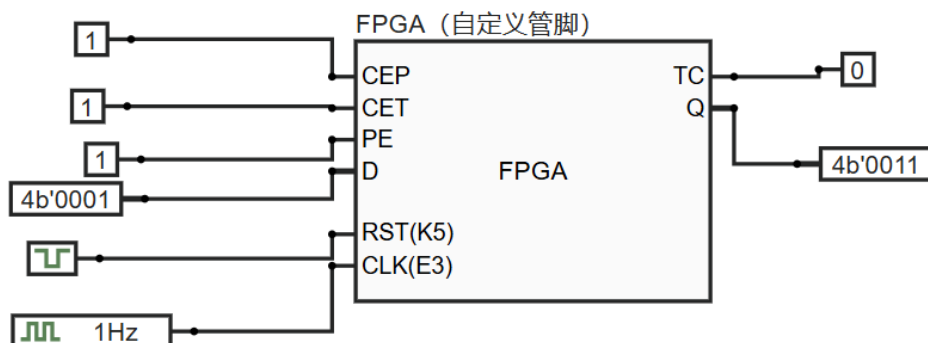 FPGA（自定义管脚）
1
CEP
TC
0
1
CET
Q
1
PE
4b'0011
4b'0001
D
FPGA
RST(K5)
CLK(E3)
1Hz